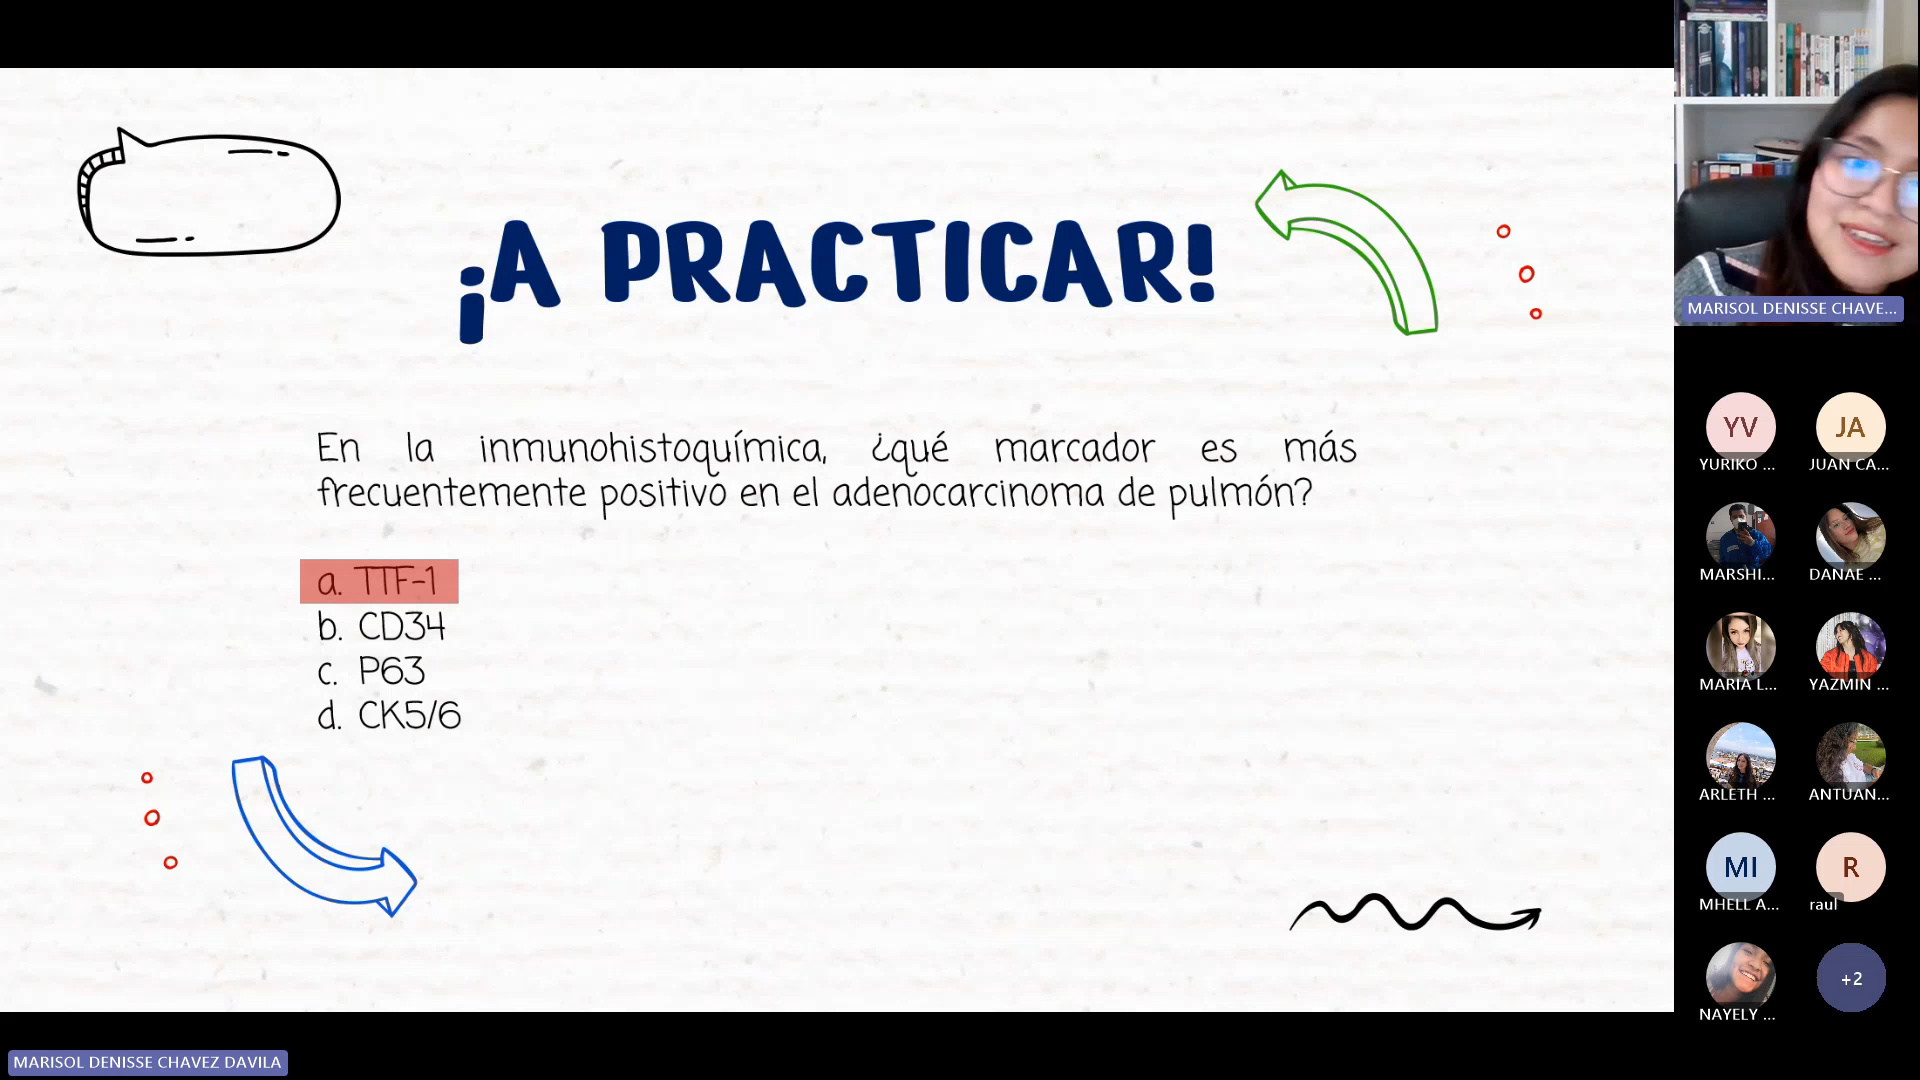 ¡A PRACTICAR!
En la inmunohistoquímica, ¿qué marcador es más
frecuentemente positivo en el adenocarcinoma de pulmón?
a. TTF-1
b. CD34
c. P63
d. CK5/6
MARISOL DENISSE CHAVEZ DAVILA
MARISOL DENISSE CHAVE...
YV
YURIKO ...
JA
JUAN CA...
MARSHI...
DANAE ...
MARIA L...
YAZMIN ...
ARLETH ...
ANTUAN...
MI
MHELL A...
R
raul
NAYELY ...
+2